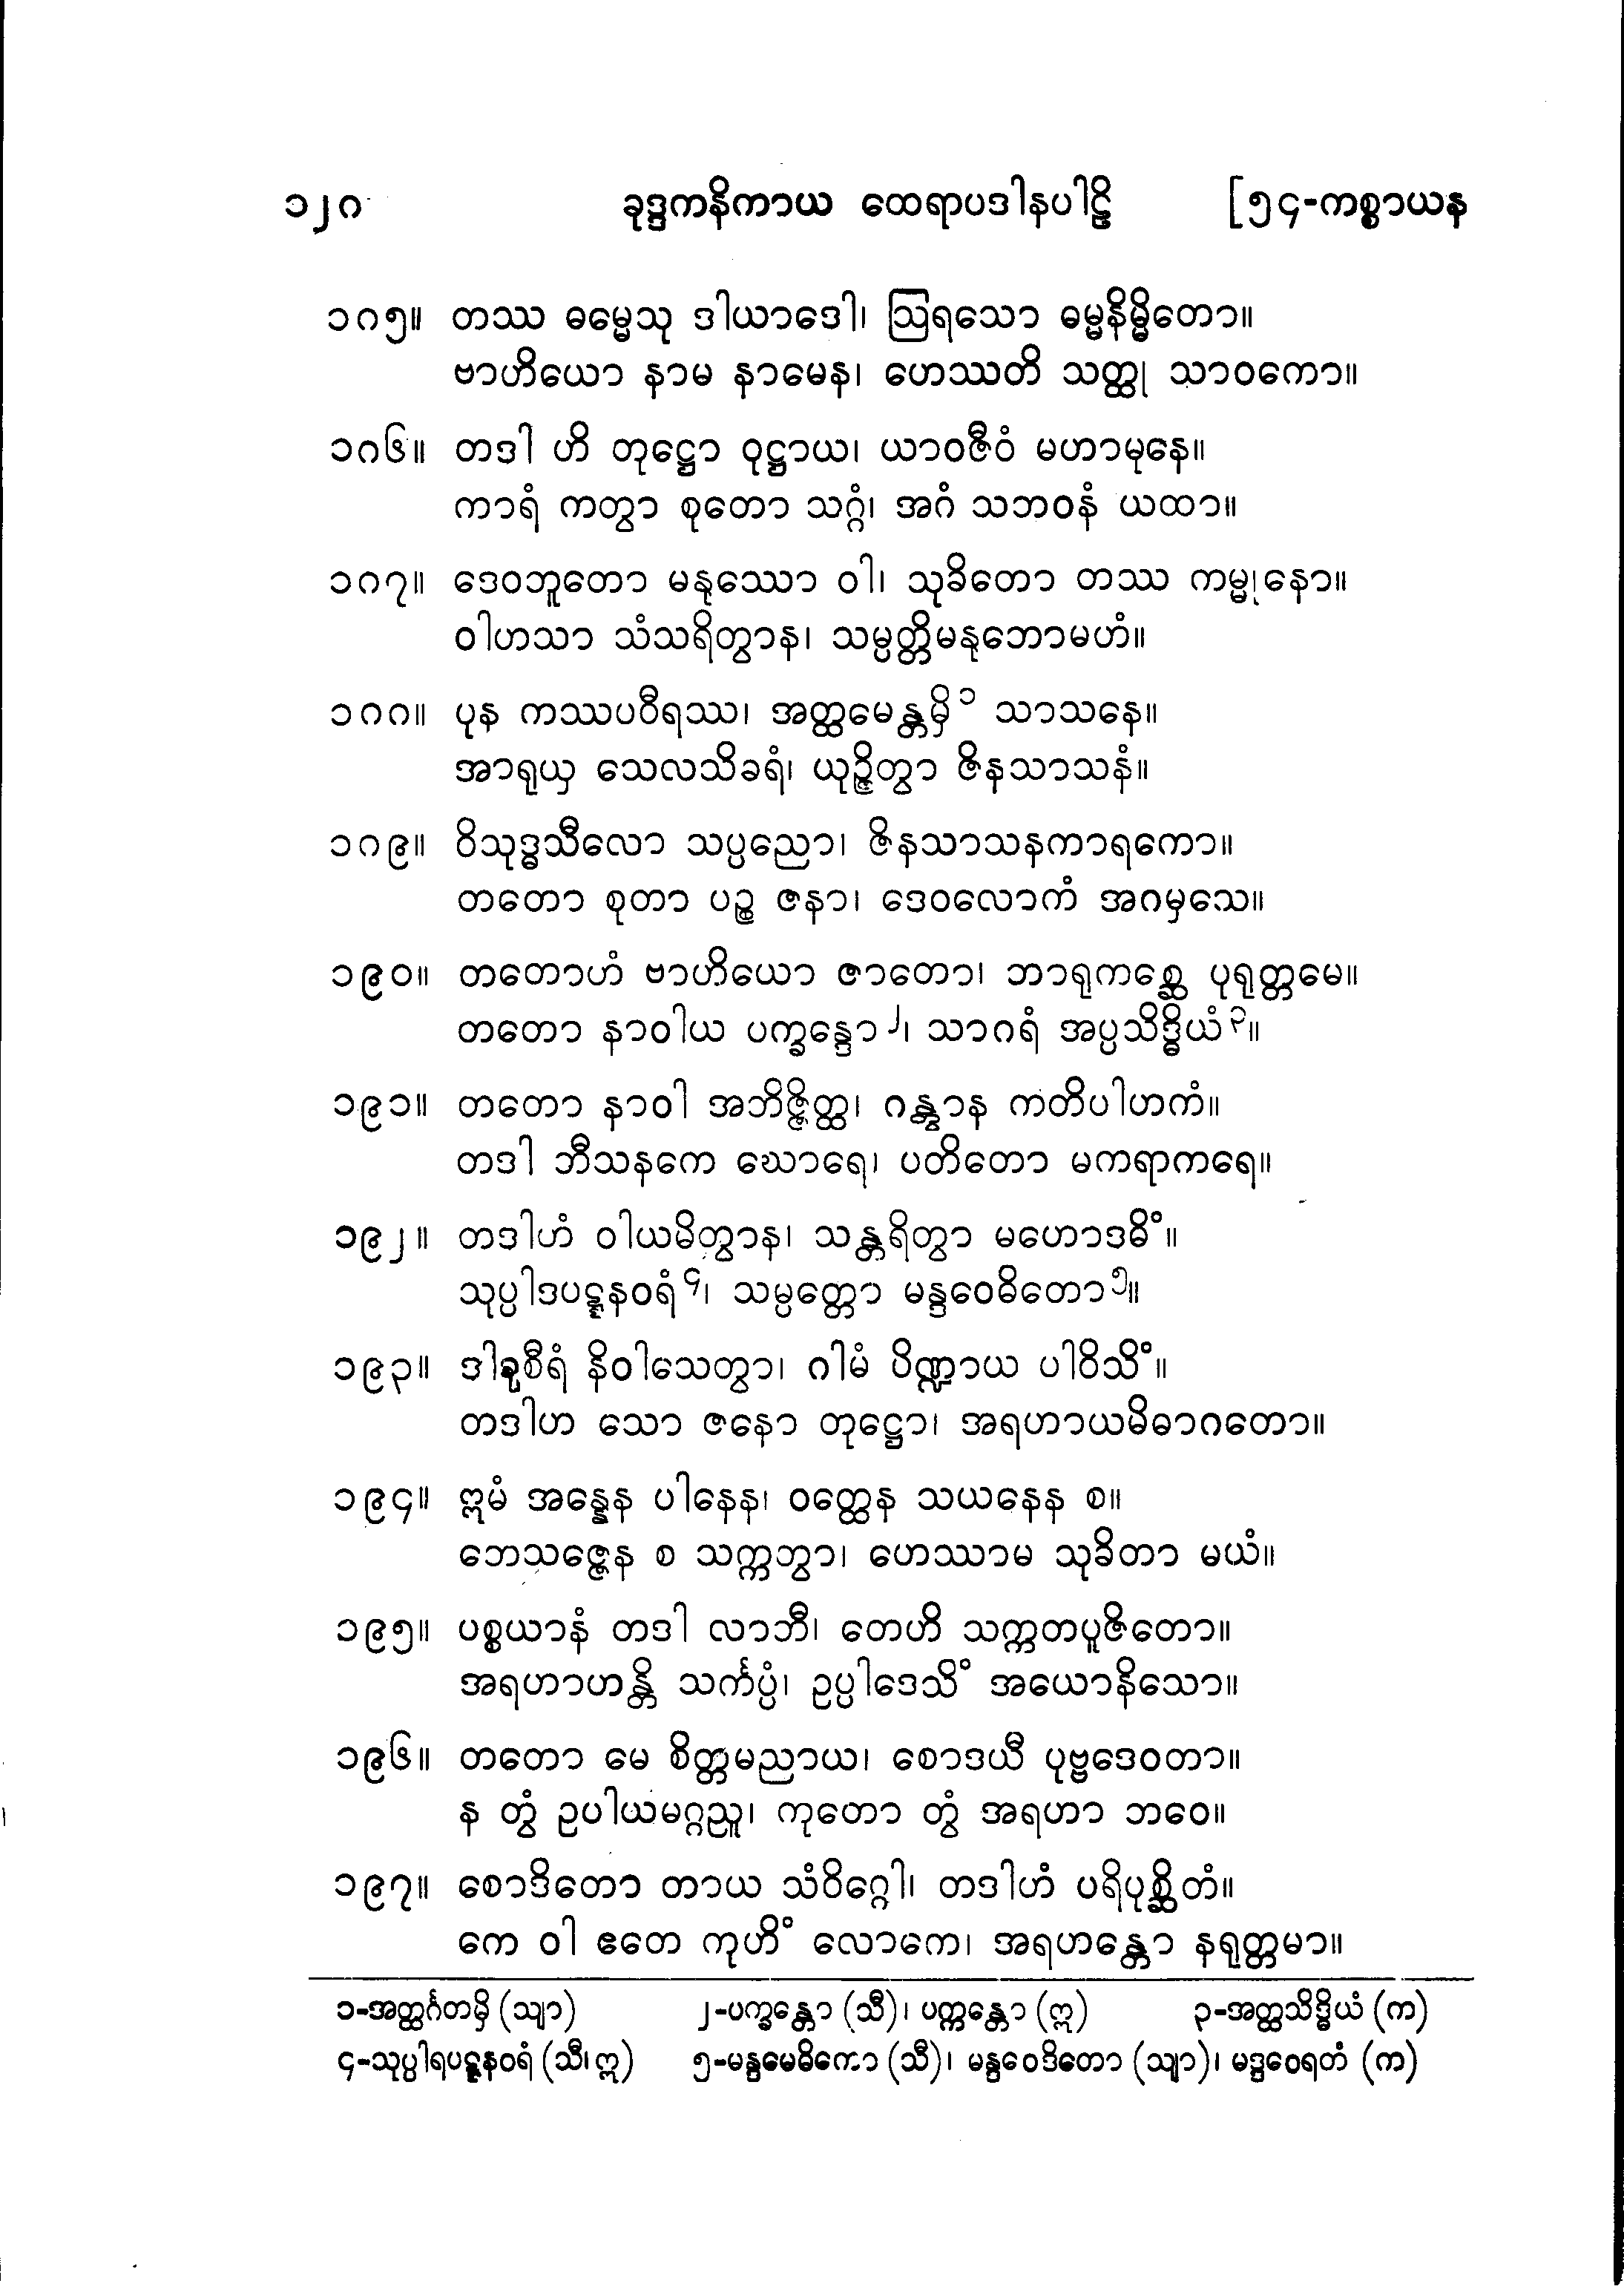 ၁၂၈ ခုဒ္ဒကနိကာယ ထေရာပဒါနပါဠိ [၅၄-ကစ္စာယန
၁၈၅။ တဿ ဓမ္မေသု ဒါယာဒေါ၊ ဩရသော ဓမ္မနိမ္မိတော။
ဗာဟိယော နာမ နာမေန၊ ဟေဿတိ သတ္ထု သာဝကော။
၁၈၆။ တဒါ ဟိ တုဋ္ဌော ဝုဋ္ဌာယ၊ ယာဝဇီဝံ မဟာမုနေ။
ကာရံ ကတွာ စုတော သဂ္ဂံ၊ အဂံ သဘဝနံ ယထာ။
၁၈၇။ ဒေဝဘူတော မနုဿော ဝါ၊ သုခိတော တဿ ကမ္မုနော။
ဝါဟသာ သံသရိတွာန၊ သမ္ပတ္တိမနုဘောမဟံ။
၁၈၈။ ပုန ကဿပဝီရဿ၊ အတ္ထမေန္တမှိ ၁ သာသနေ။
အာရုယှ သေလသိခရံ၊ ယုဉ္ဇိတွာ ဇိနသာသနံ။
၁၈၉။ ဝိသုဒ္ဓသီလော သပ္ပညော၊ ဇိနသာသနကာရကော။
တတော စုတာ ပဉ္စ ဇနာ၊ ဒေဝလောကံ အဂမှသေ။
၁၉၀။ တတောဟံ ဗာဟိယော ဇာတော၊ ဘာရုကစ္ဆေ ပုရုတ္တမေ။
တတော နာဝါယ ပက္ခန္ဒော ၂၊ သာဂရံ အပ္ပသိဒ္ဓိယံ ၃။
၁၉၁။ တတော နာဝါ အဘိဇ္ဇိတ္ထ၊ ဂန္တွာန ကတိပါဟကံ။
တဒါ ဘီသနကေ ဃောရေ၊ ပတိတော မကရာကရေ။
၁၉၂။ တဒါဟံ ဝါယမိတွာန၊ သန္တရိတွာ မဟောဒဓိံ။
သုပ္ပါဒပဋ္ဋနဝရံ ၄၊ သမ္ပတ္တော မန္ဒဝေဓိတော ၅။
၁၉၃။ ဒါရုစီရံ နိဝါသေတွာ၊ ဂါမံ ပိဏ္ဍာယ ပါဝိသိံ။
တဒါဟ သော ဇနော တုဋ္ဌော၊ အရဟာယမိဓာဂတော။
၁၉၄။ ဣမံ အန္နေန ပါနေန၊ ဝတ္ထေန သယနေန စ။
ဘေသဇ္ဇေန စ သက္ကတွာ၊ ဟေဿာမ သုခိတာ မယံ။
၁၉၅။ ပစ္စယာနံ တဒါ လာဘီ၊ တေဟိ သက္ကတပူဇိတော။
အရဟာဟန္တိ သင်္ကပ္ပံ၊ ဥပ္ပါဒေသိံ အယောနိသော။
၁၉၆။ တတော မေ စိတ္တမညာယ၊ စောဒယီ ပုဗ္ဗဒေဝတာ။
န တွံ ဥပါယမဂ္ဂညူ၊ ကုတော တွံ အရဟာ ဘဝေ။
၁၉၇။ စောဒိတော တာယ သံဝိဂ္ဂေါ၊ တဒါဟံ ပရိပုစ္ဆိတံ။
ကေ ဝါ ဧတေ ကုဟိံ လောကေ၊ အရဟန္တော နရုတ္တမာ။
၁-အတ္ထင်္ဂတမှိ (သျာ) ၂-ပက္ခန္တော (သီ)၊ ပက္ကန္တော (ဣ) ၃-အတ္ထသိဒ္ဓိယံ (က)
၄-သုပ္ပါရပဋ္ဋနဝရံ (သီ၊ဣ) ၅-မန္ဒမေဓိကော (သီ)၊ မန္ဒဝေဒိတော (သျာ)၊ မဒ္ဒဝေရတံ (က)